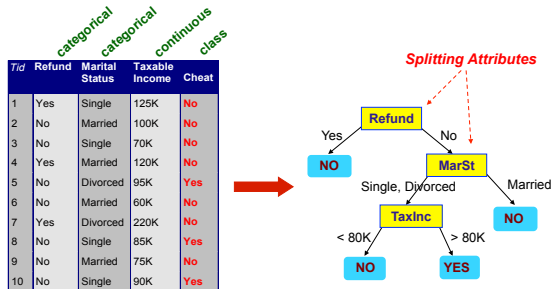 categorical
categorical
continuous
class
Tid Refund Marital Status Taxable Income Cheat
1 Yes Single 125K No
2 No Married 100K No
3 No Single 70K No
4 Yes Married 120K No
5 No Divorced 95K Yes
6 No Married 60K No
7 Yes Divorced 220K No
8 No Single 85K Yes
9 No Married 75K No
10 No Single 90K Yes
Splitting Attributes
Refund
Yes No
NO MarSt
Single, Divorced Married
TaxInc NO
< 80K > 80K
NO YES